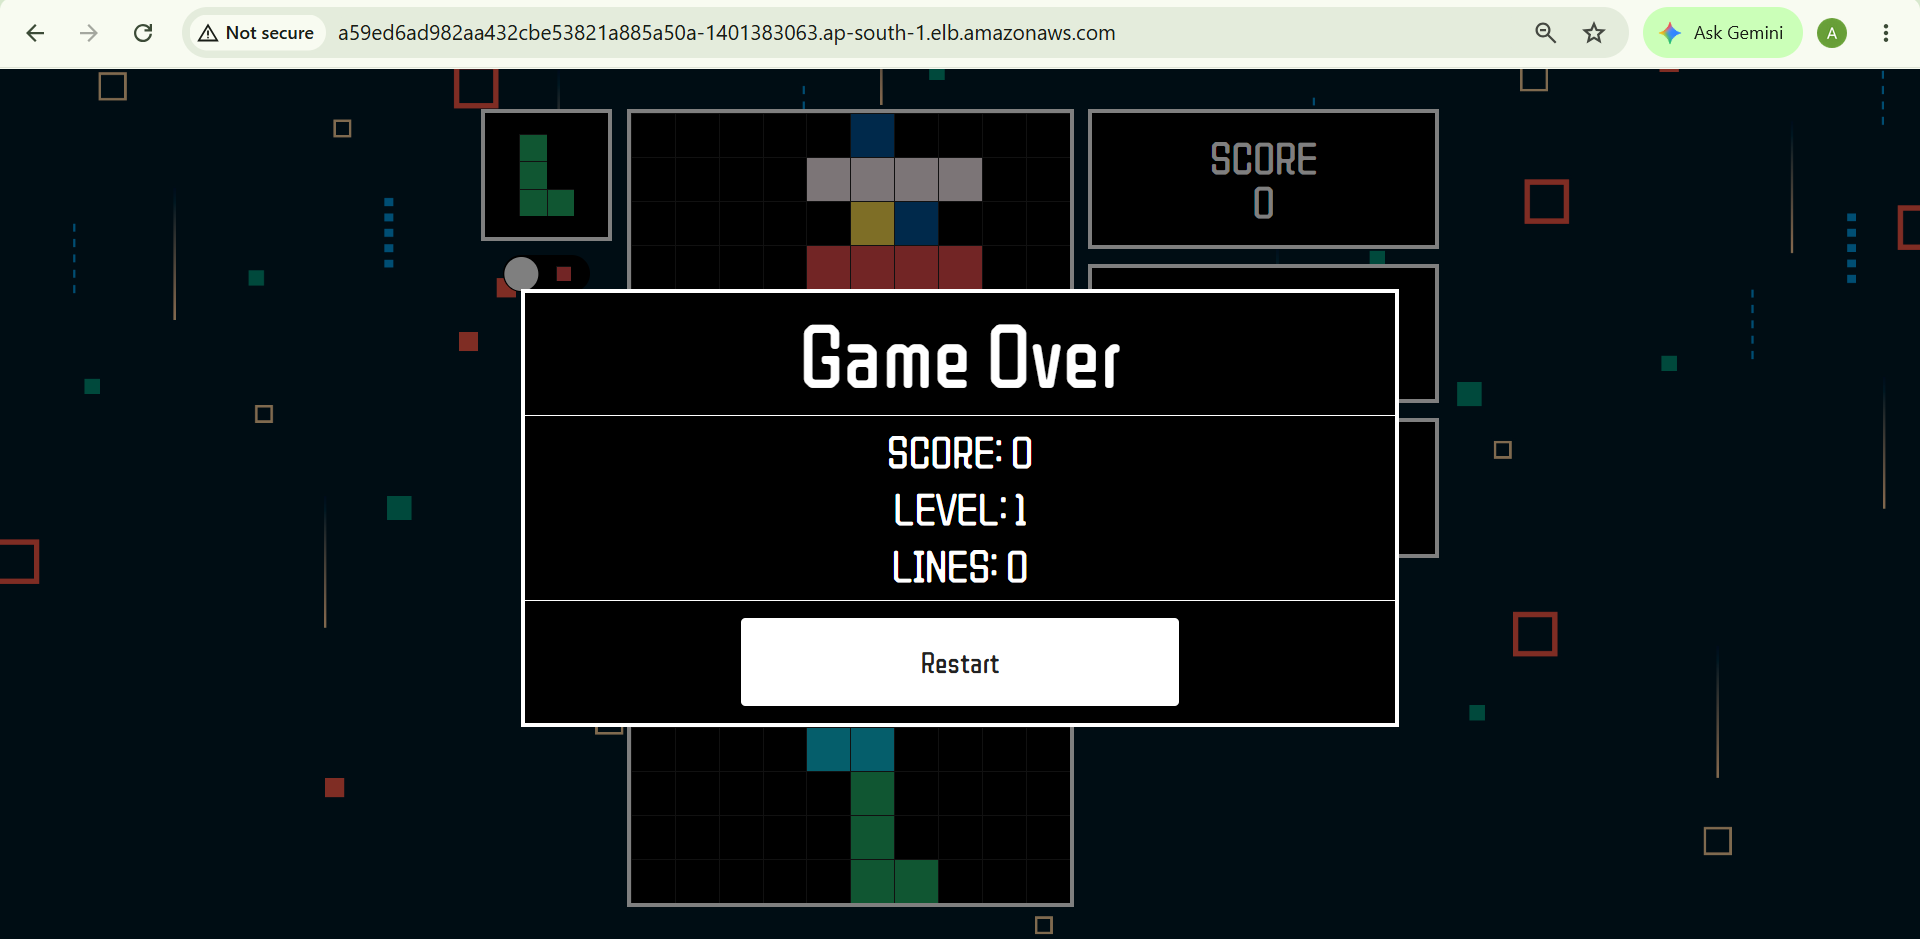 Not secure
a59ed6ad982aa432cbe53821a885a50a-1401383063.ap-south-1.elb.amazonaws.com
Ask Gemini
A
SCORE
0
Game Over
SCORE: 0
LEVEL: 1
LINES: 0
Restart